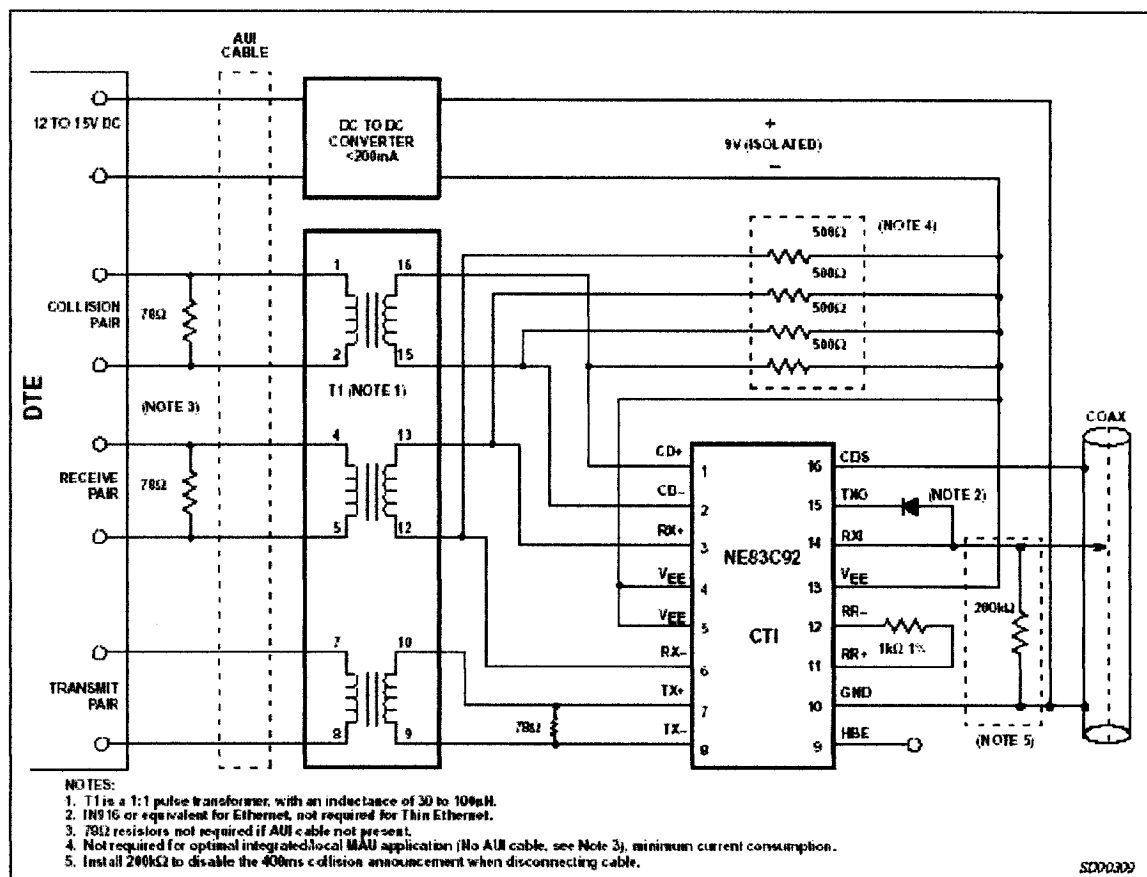 AUI
CABLE
12 TO 15V DC
DC TO DC
CONVERTER
<200mA
+
9V (ISOLATED)
–
500Ω
(NOTE 4)
500Ω
500Ω
500Ω
1
16
COLLISION
PAIR
78Ω
2
15
T1 (NOTE 1)
DTE
(NOTE 3)
4
13
RECEIVE
PAIR
78Ω
5
12
7
10
TRANSMIT
PAIR
78Ω
8
9
COAX
CD+
1
16
CDS
CD–
2
15
TXO
(NOTE 2)
RX+
3
14
RXI
NE83C92
VEE
4
13
VEE
200kΩ
VEE
5
12
RR–
CTI
1kΩ 1%
RX–
6
11
RR+
TX+
7
10
GND
TX–
8
9
HBE
(NOTE 5)
NOTES:
1. T1 is a 1:1 pulse transformer, with an inductance of 30 to 100μH.
2. IN916 or equivalent for Ethernet, not required for Thin Ethernet.
3. 78Ω resistors not required if AUI cable not present.
4. Not required for optimal integrated/local MAU application (No AUI cable, see Note 3), minimum current consumption.
5. Install 200kΩ to disable the 400ms collision announcement when disconnecting cable.
SD00309